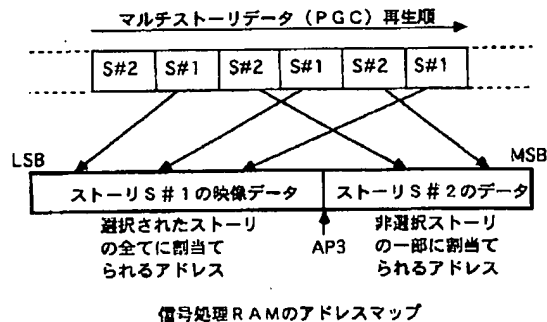 マルチストーリデータ（PGC）再生順
S#2 S#1 S#2 S#1 S#2 S#1
LSB MSB
ストーリS#1の映像データ ストーリS#2のデータ
選択されたストーリ
の全てに割当て
られるアドレス
AP3
非選択ストーリ
の一部に割当て
られるアドレス
信号処理RAMのアドレスマップ